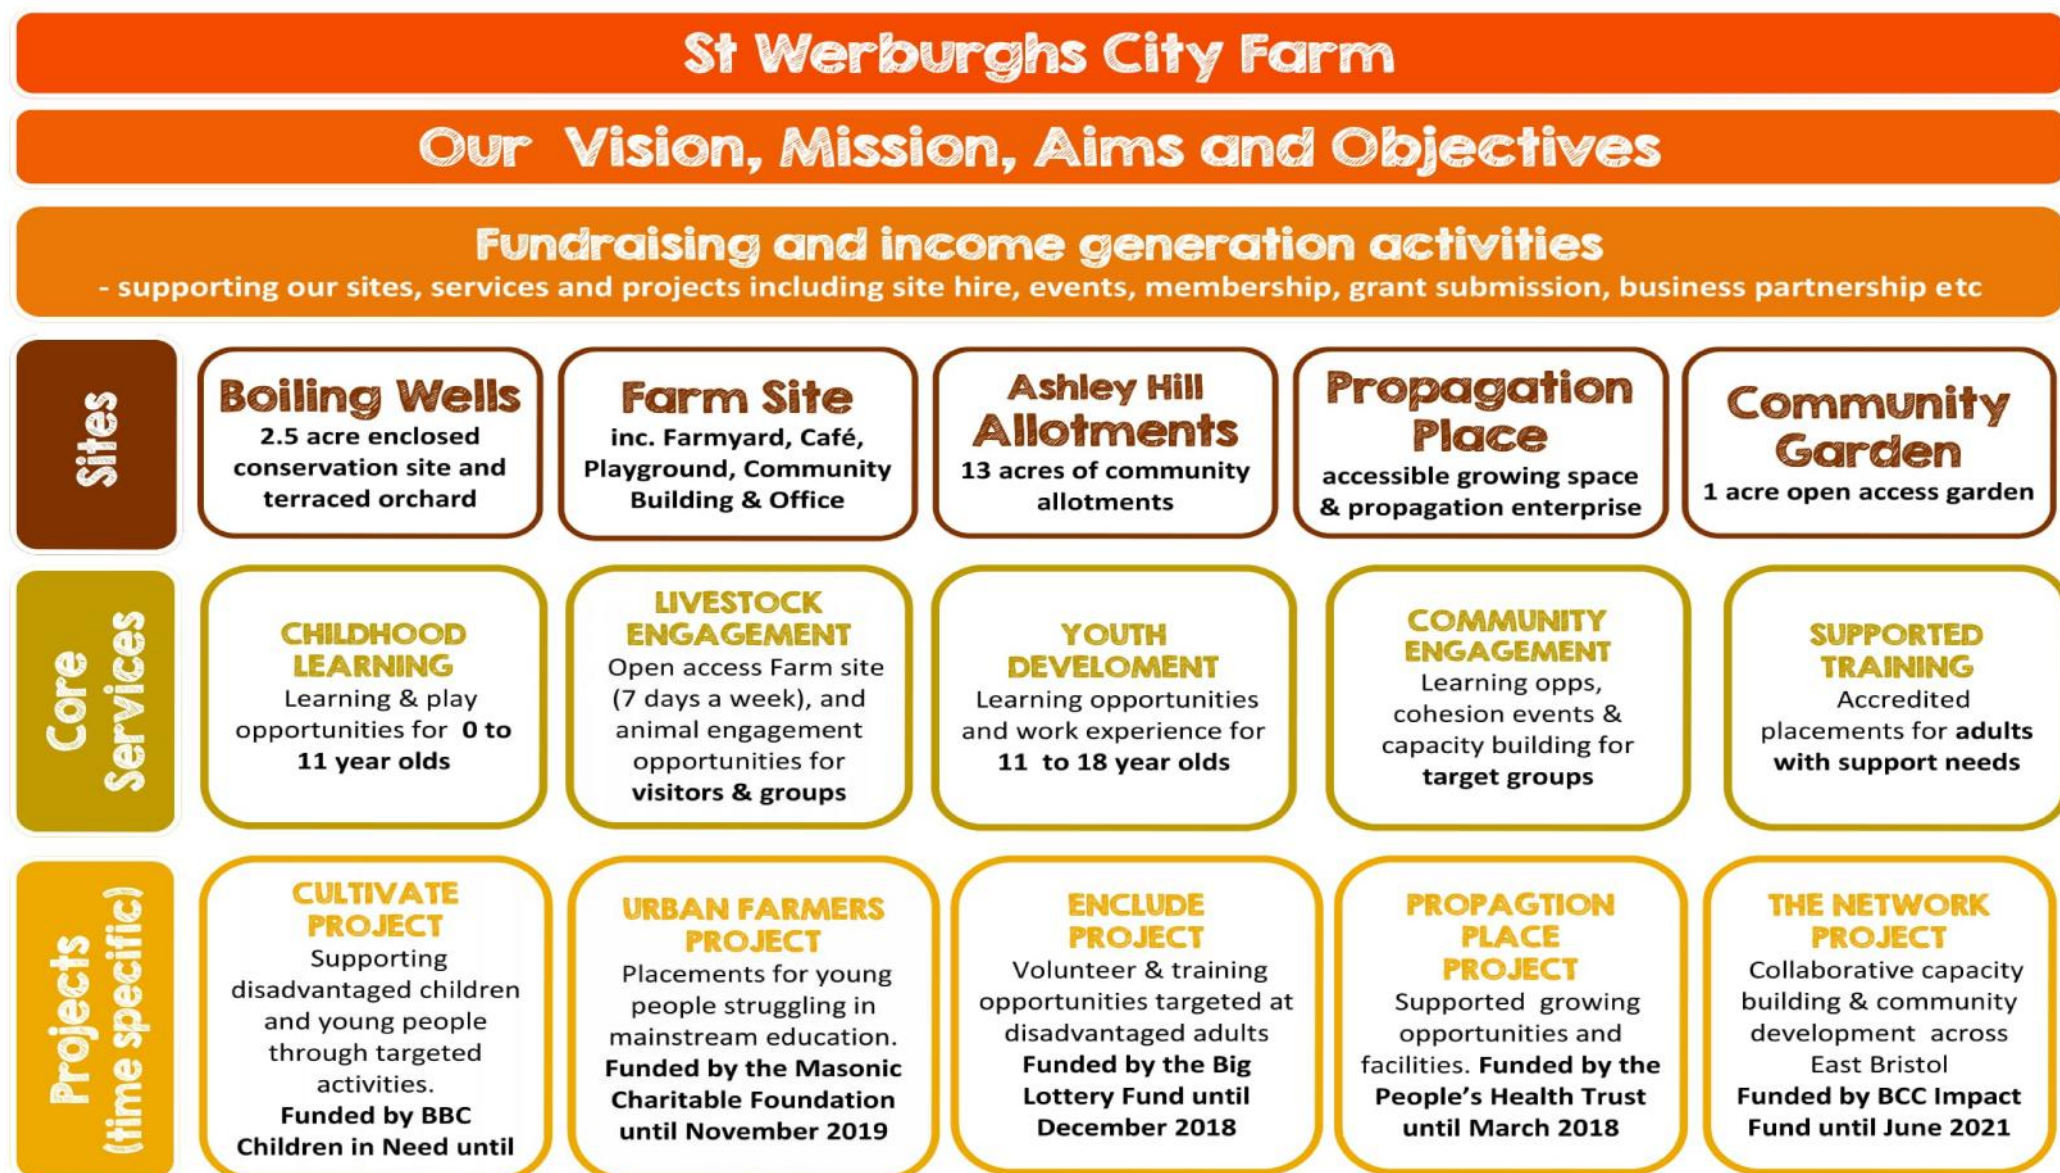 St Werburghs City Farm
Our Vision, Mission, Aims and Objectives
Fundraising and income generation activities
- supporting our sites, services and projects including site hire, events, membership, grant submission, business partnership etc
Sites
Boiling Wells
2.5 acre enclosed
conservation site and
terraced orchard
Farm Site
inc. Farmyard, Café,
Playground, Community
Building & Office
Ashley Hill
Allotments
13 acres of community
allotments
Propagation
Place
accessible growing space
& propagation enterprise
Community
Garden
1 acre open access garden
Core
Services
CHILDHOOD
LEARNING
Learning & play
opportunities for 0 to
11 year olds
LIVESTOCK
ENGAGEMENT
Open access Farm site
(7 days a week), and
animal engagement
opportunities for
visitors & groups
YOUTH
DEVELOMENT
Learning opportunities
and work experience for
11 to 18 year olds
COMMUNITY
ENGAGEMENT
Learning opps,
cohesion events &
capacity building for
target groups
SUPPORTED
TRAINING
Accredited
placements for adults
with support needs
Projects
(time specific)
CULTIVATE
PROJECT
Supporting
disadvantaged children
and young people
through targeted
activities.
Funded by BBC
Children in Need until
URBAN FARMERS
PROJECT
Placements for young
people struggling in
mainstream education.
Funded by the Masonic
Charitable Foundation
until November 2019
ENCLUDE
PROJECT
Volunteer & training
opportunities targeted at
disadvantaged adults
Funded by the Big
Lottery Fund until
December 2018
PROPAGTION
PLACE
PROJECT
Supported growing
opportunities and
facilities. Funded by the
People's Health Trust
until March 2018
THE NETWORK
PROJECT
Collaborative capacity
building & community
development across
East Bristol
Funded by BCC Impact
Fund until June 2021